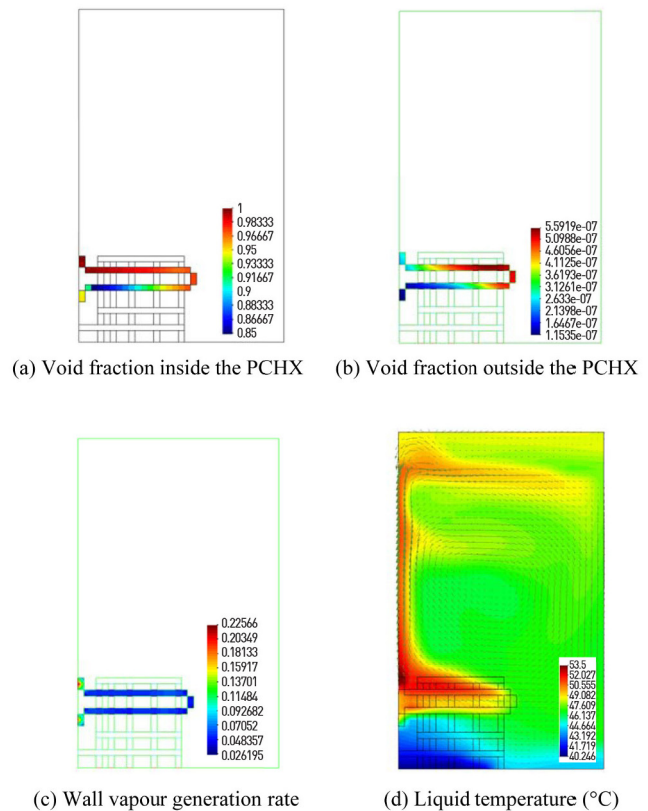 1
0.98333
0.96667
0.95
0.93333
0.91667
0.9
0.88333
0.86667
0.85
5.5919e-07
5.0988e-07
4.6056e-07
4.1125e-07
3.6193e-07
3.1261e-07
2.633e-07
2.1398e-07
1.6467e-07
1.1535e-07
(a) Void fraction inside the PCHX
(b) Void fraction outside the PCHX
0.22566
0.20349
0.18133
0.15917
0.13701
0.11484
0.092682
0.07052
0.048357
0.026195
53.5
52.027
50.555
49.082
47.609
46.137
44.664
43.192
41.719
40.246
(c) Wall vapour generation rate
(d) Liquid temperature (°C)